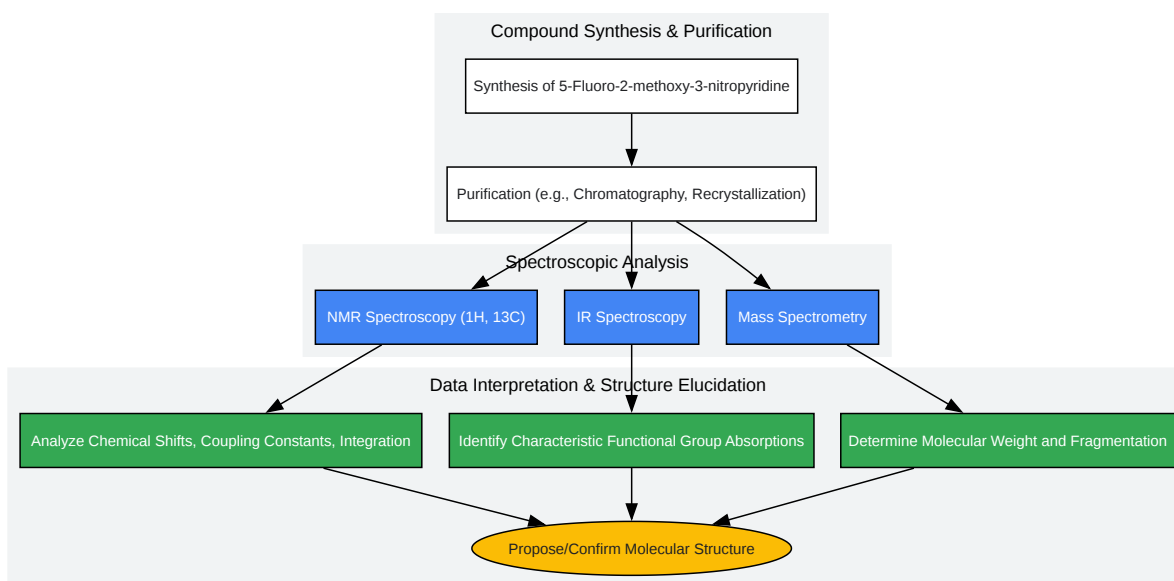 Compound Synthesis & Purification
Synthesis of 5-Fluoro-2-methoxy-3-nitropyridine
Purification (e.g., Chromatography, Recrystallization)
Spectroscopic Analysis
NMR Spectroscopy (1H, 13C)
IR Spectroscopy
Mass Spectrometry
Data Interpretation & Structure Elucidation
Analyze Chemical Shifts, Coupling Constants, Integration
Identify Characteristic Functional Group Absorptions
Determine Molecular Weight and Fragmentation
Propose/Confirm Molecular Structure